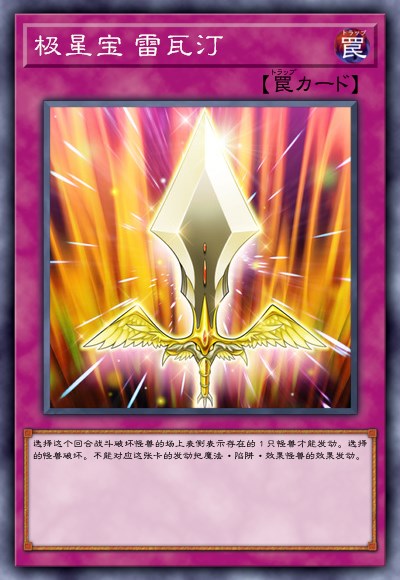 极星宝 雷瓦汀
罠
トラップ
【罠カード】
トラップ
选择这个回合战斗破坏怪兽的场上表侧表示存在的1只怪兽才能发动。选择
的怪兽破坏。不能对应这张卡的发动把魔法·陷阱·效果怪兽的效果发动。